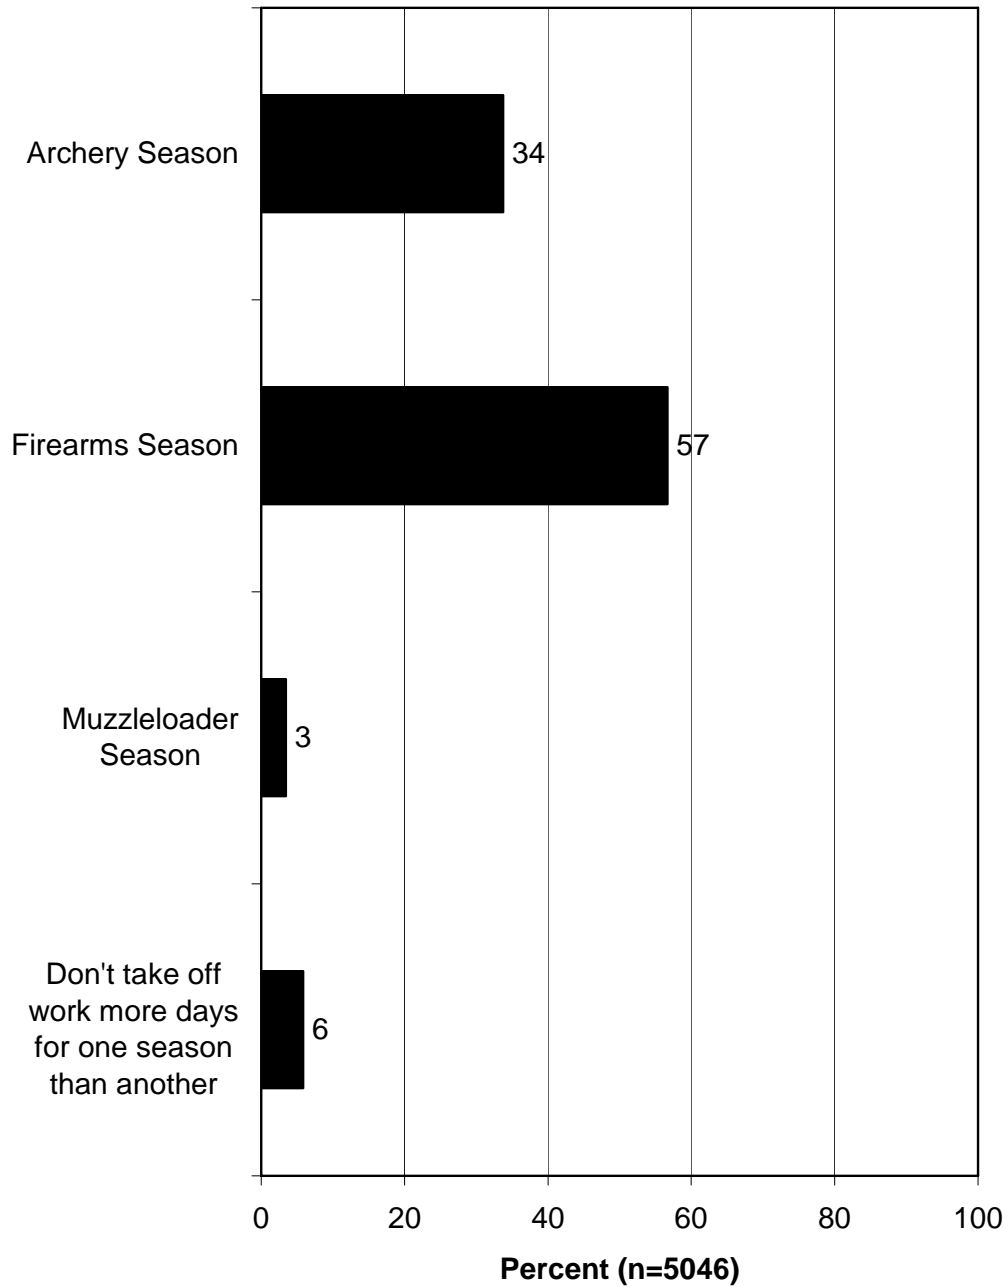 Archery Season
34
Firearms Season
57
Muzzleloader
Season
3
Don't take off
work more days
for one season
than another
6
0 20 40 60 80 100
Percent (n=5046)